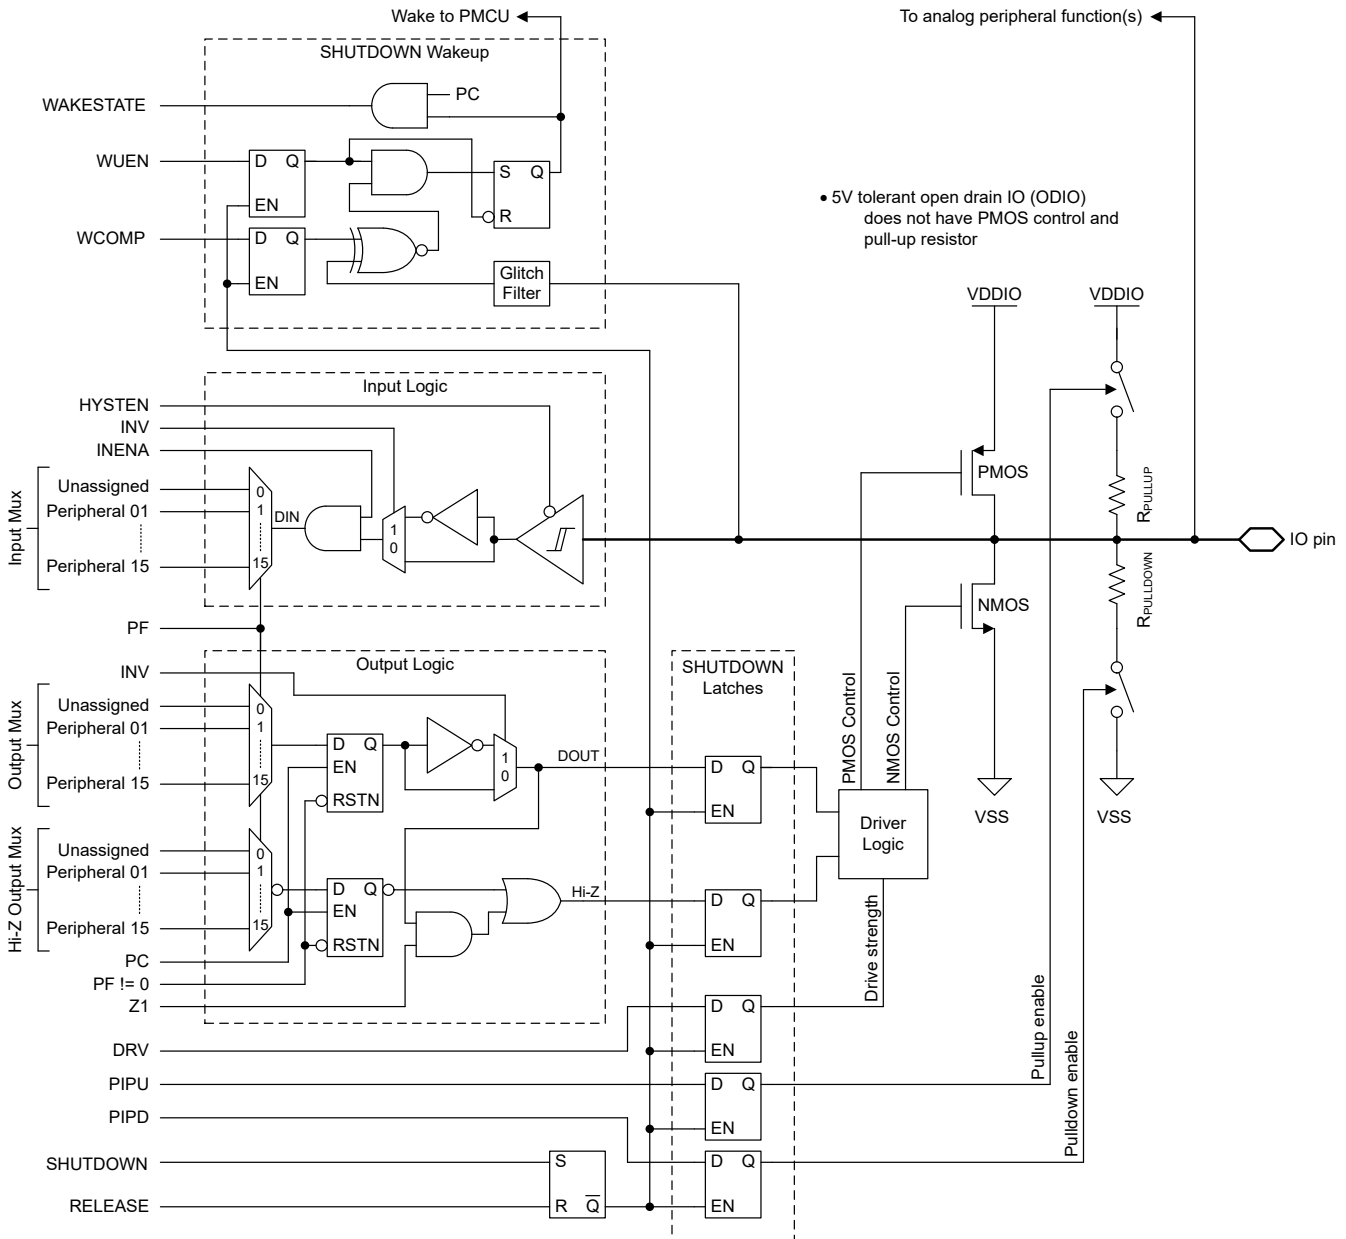 Wake to PMCU
To analog peripheral function(s)
SHUTDOWN Wakeup
WAKESTATE
PC
WUEN
D Q
EN
S Q
R
WCOMP
D Q
EN
Glitch
Filter
• 5V tolerant open drain IO (ODIO)
does not have PMOS control and
pull-up resistor
VDDIO
VDDIO
Input Logic
HYSTEN
INV
INENA
Input Mux
Unassigned
Peripheral 01
Peripheral 15
0
1
15
DIN
1
0
PMOS
RPULLUP
IO pin
NMOS
RPULLDOWN
PF
Output Logic
INV
Output Mux
Unassigned
Peripheral 01
Peripheral 15
0
1
15
D Q
EN
RSTN
1
0
DOUT
SHUTDOWN
Latches
D Q
EN
PMOS Control
NMOS Control
Driver
Logic
VSS
VSS
Hi-Z Output Mux
Unassigned
Peripheral 01
Peripheral 15
0
1
15
D Q
EN
RSTN
Hi-Z
D Q
EN
Drive strength
PC
PF != 0
Z1
DRV
D Q
EN
PIPU
D Q
EN
Pullup enable
PIPD
D Q
EN
Pulldown enable
SHUTDOWN
S
RELEASE
R Q̅